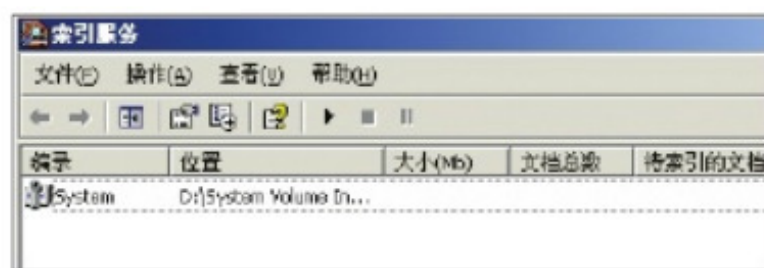 索引服务
文件(F) 操作(A) 查看(V) 帮助(H)
编录 位置 大小(Mb) 文档总数 待索引的文档
System D:\System Volume In...